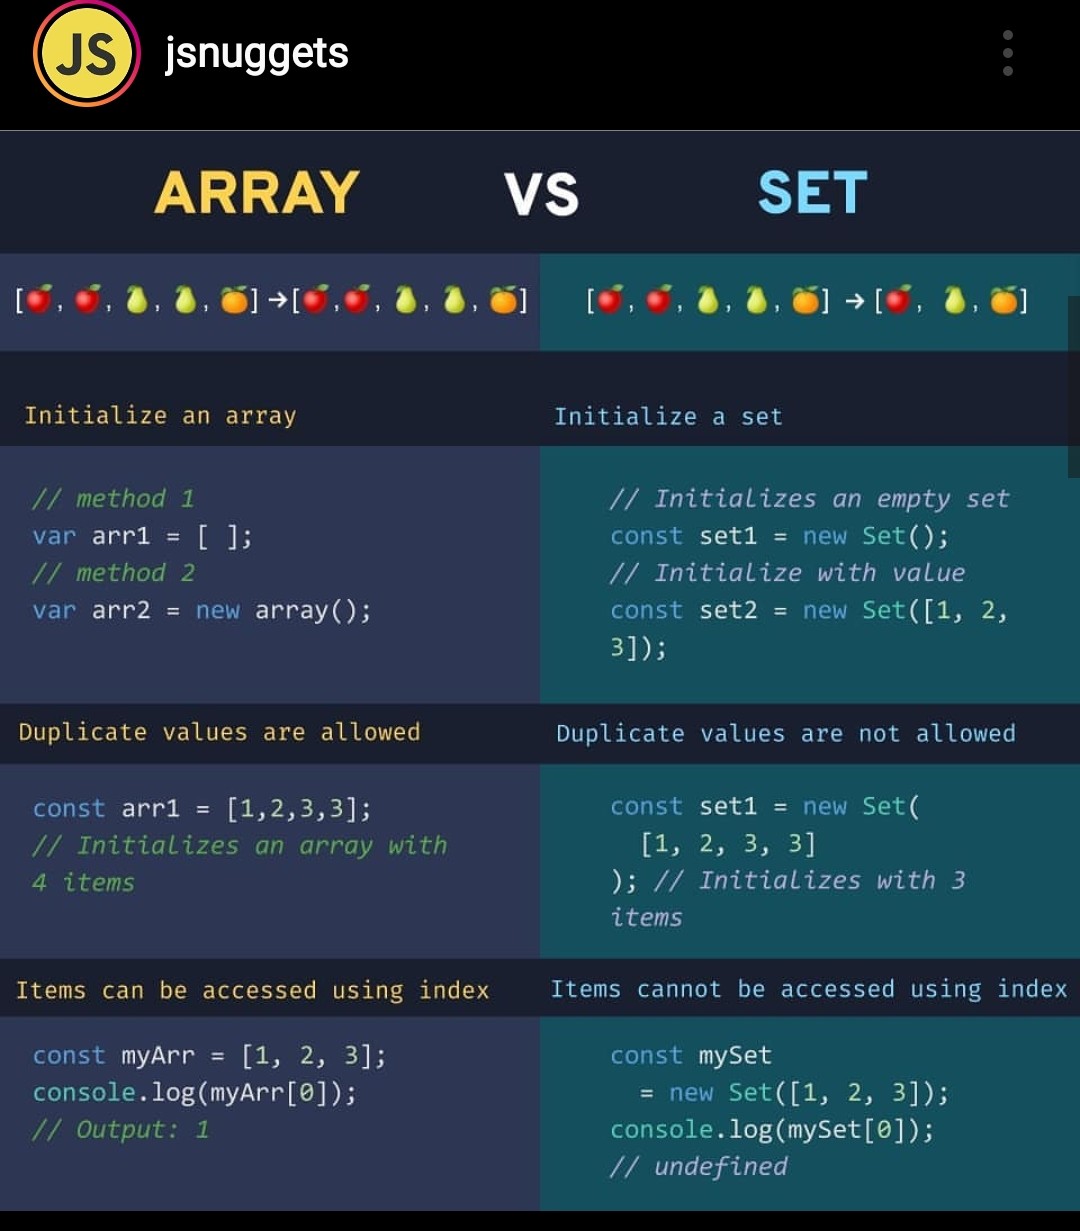 JS jsnuggets
ARRAY VS SET
[🍎, 🍎, 🍐, 🍐, 🍊] →[🍎,🍎, 🍐, 🍐, 🍊]
[🍎, 🍎, 🍐, 🍐, 🍊] → [🍎, 🍐, 🍊]
Initialize an array
// method 1
var arr1 = [ ];
// method 2
var arr2 = new array();
Initialize a set
// Initializes an empty set
const set1 = new Set();
// Initialize with value
const set2 = new Set([1, 2,
3]);
Duplicate values are allowed
const arr1 = [1,2,3,3];
// Initializes an array with
4 items
Duplicate values are not allowed
const set1 = new Set(
[1, 2, 3, 3]
); // Initializes with 3
items
Items can be accessed using index
const myArr = [1, 2, 3];
console.log(myArr[0]);
// Output: 1
Items cannot be accessed using index
const mySet
= new Set([1, 2, 3]);
console.log(mySet[0]);
// undefined